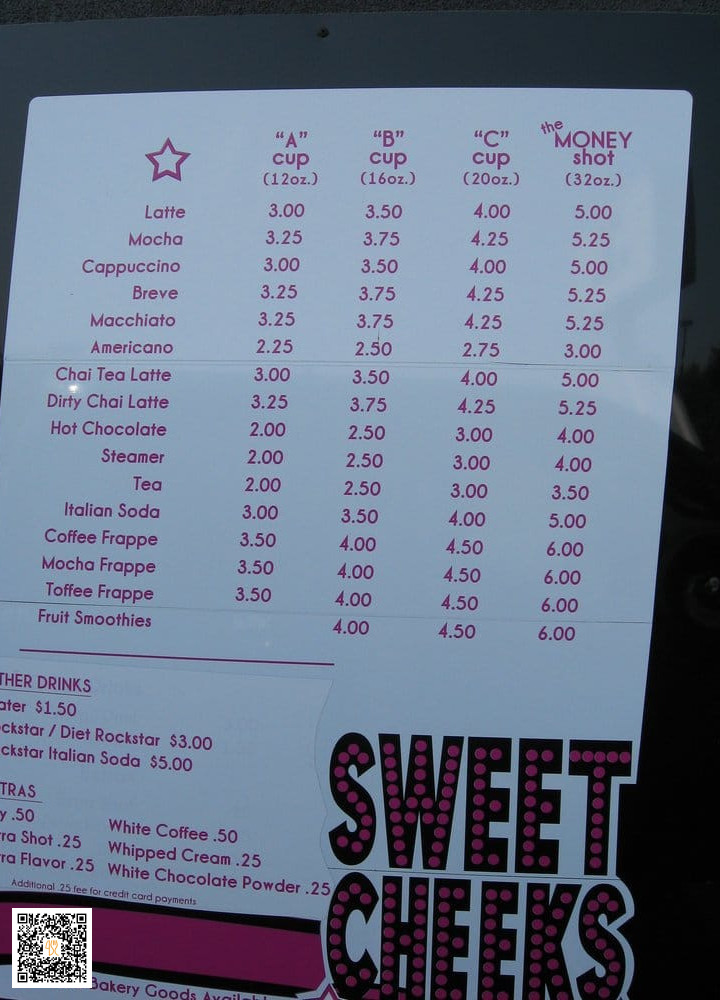 "A" "B" "C" the MONEY
cup cup cup shot
(12oz.) (16oz.) (20oz.) (32oz.)
Latte 3.00 3.50 4.00 5.00
Mocha 3.25 3.75 4.25 5.25
Cappuccino 3.00 3.50 4.00 5.00
Breve 3.25 3.75 4.25 5.25
Macchiato 3.25 3.75 4.25 5.25
Americano 2.25 2.50 2.75 3.00
Chai Tea Latte 3.00 3.50 4.00 5.00
Dirty Chai Latte 3.25 3.75 4.25 5.25
Hot Chocolate 2.00 2.50 3.00 4.00
Steamer 2.00 2.50 3.00 4.00
Tea 2.00 2.50 3.00 3.50
Italian Soda 3.00 3.50 4.00 5.00
Coffee Frappe 3.50 4.00 4.50 6.00
Mocha Frappe 3.50 4.00 4.50 6.00
Toffee Frappe 3.50 4.00 4.50 6.00
Fruit Smoothies 4.00 4.50 6.00
THER DRINKS
ater $1.50
ockstar / Diet Rockstar $3.00
ckstar Italian Soda $5.00
TRAS
y .50
ra Shot .25
ra Flavor .25
White Coffee .50
Whipped Cream .25
White Chocolate Powder .25
Additional .25 fee for credit card payments
SWEET
CHEEKS
Bakery Goods Availabl